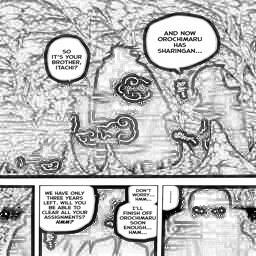 AND NOW
OROCHIMARU
HAS
SHARINGAN...
SO
IT'S YOUR
BROTHER,
ITACHI?
WE HAVE ONLY
THREE YEARS
LEFT, WILL YOU
BE ABLE TO
CLEAR ALL YOUR
ASSIGNMENTS?
HMM?
DON'T
WORRY...
HMM...
I'LL
FINISH OFF
OROCHIMARU
SOON
ENOUGH...
HMM...